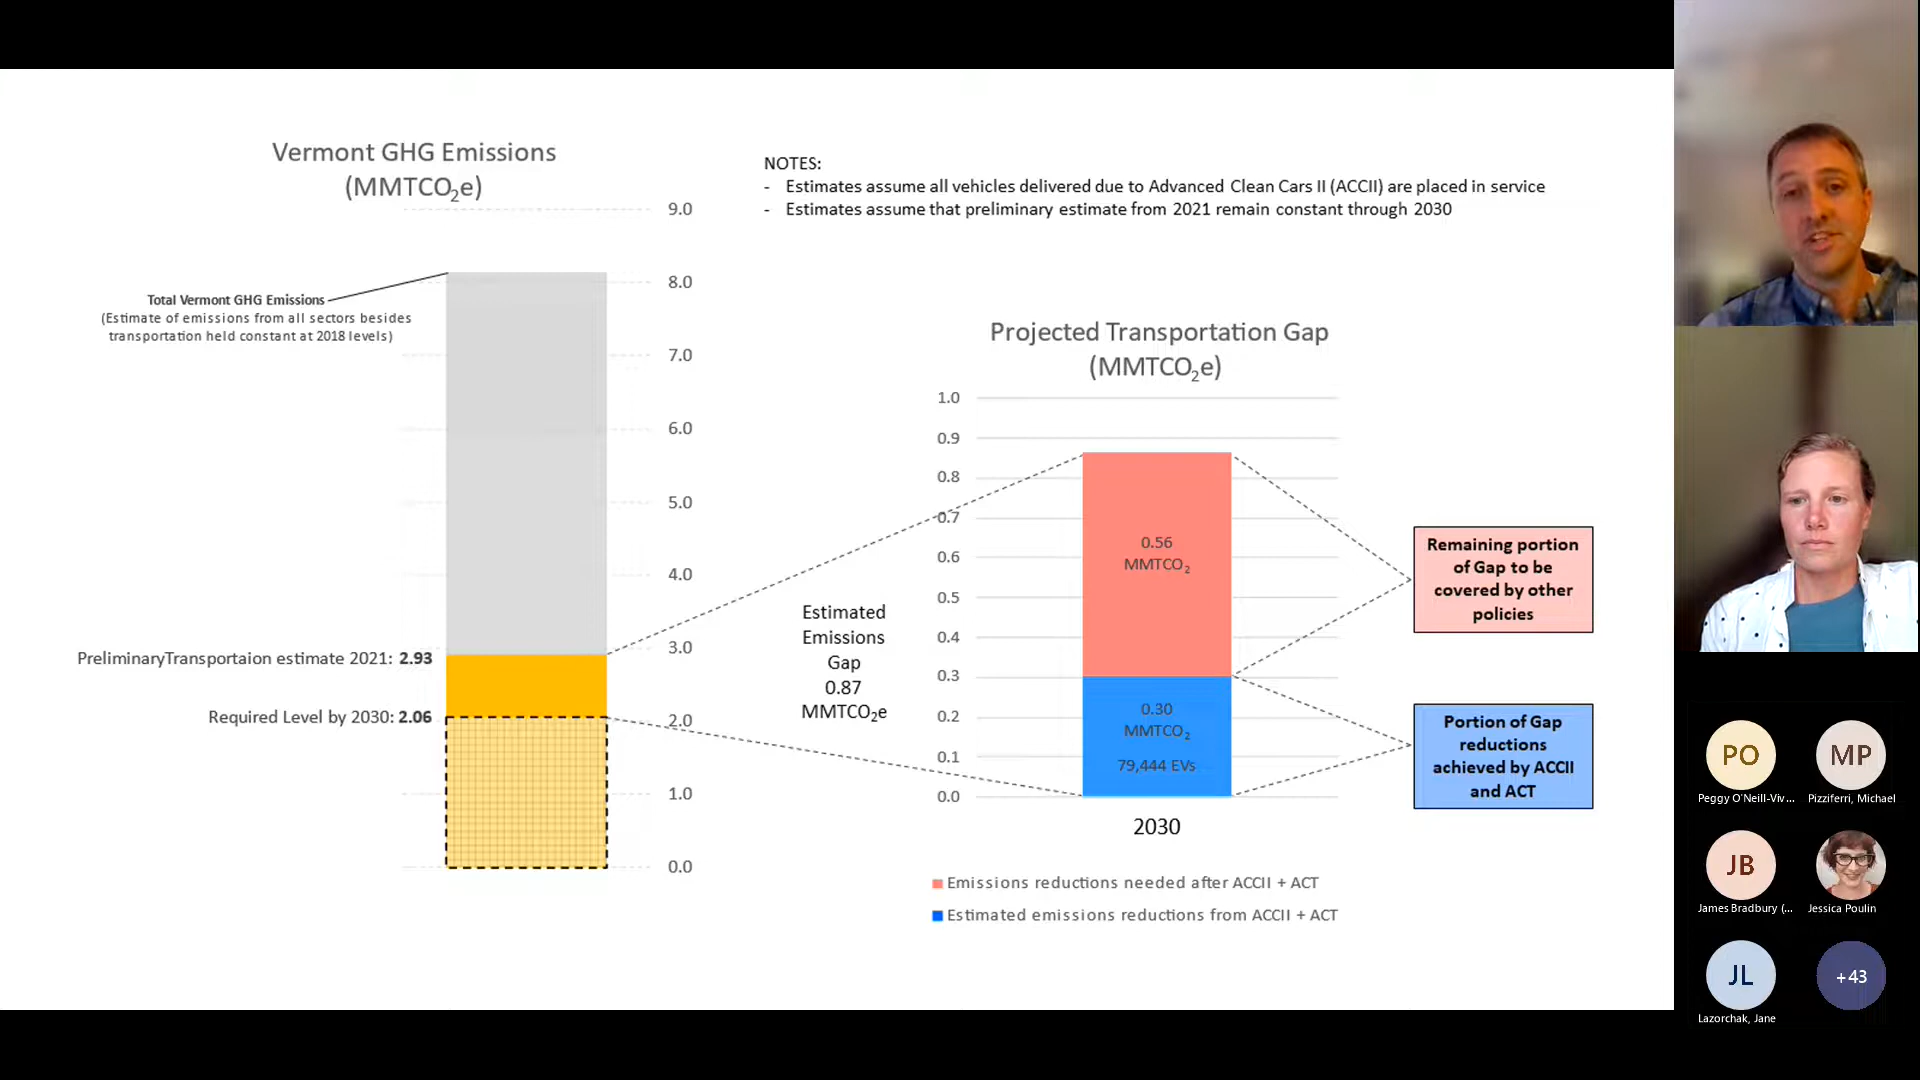 Vermont GHG Emissions
(MMTCO₂e)
9.0
8.0
7.0
6.0
5.0
4.0
3.0
2.0
1.0
0.0
Total Vermont GHG Emissions
(Estimate of emissions from all sectors besides
transportation held constant at 2018 levels)
PreliminaryTransportaion estimate 2021: 2.93
Required Level by 2030: 2.06
NOTES:
- Estimates assume all vehicles delivered due to Advanced Clean Cars II (ACCII) are placed in service
- Estimates assume that preliminary estimate from 2021 remain constant through 2030
Estimated
Emissions
Gap
0.87
MMTCO₂e
Projected Transportation Gap
(MMTCO₂e)
1.0
0.9
0.8
0.7
0.6
0.5
0.4
0.3
0.2
0.1
0.0
0.56
MMTCO₂
0.30
MMTCO₂
79,444 EVs
2030
Emissions reductions needed after ACCII + ACT
Estimated emissions reductions from ACCII + ACT
Remaining portion
of Gap to be
covered by other
policies
Portion of Gap
reductions
achieved by ACCII
and ACT
PO
Peggy O'Neill-Viv...
MP
Pizziferri, Michael
JB
James Bradbury (...
Jessica Poulin
JL
Lazorchak, Jane
+43